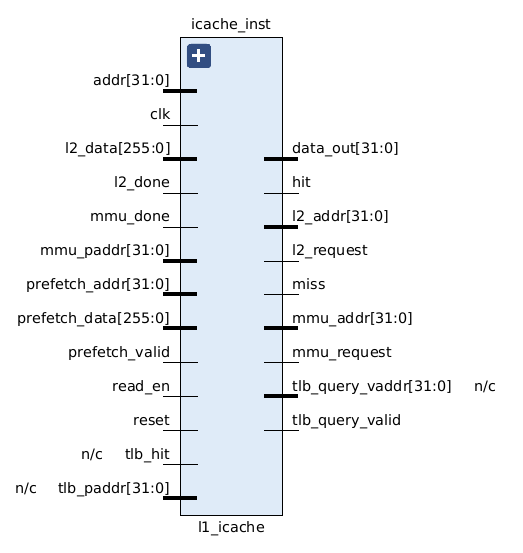 icache_inst
addr[31:0]
clk
l2_data[255:0] data_out[31:0]
l2_done hit
mmu_done l2_addr[31:0]
mmu_paddr[31:0] l2_request
prefetch_addr[31:0] miss
prefetch_data[255:0] mmu_addr[31:0]
prefetch_valid mmu_request
read_en tlb_query_vaddr[31:0] n/c
reset tlb_query_valid
n/c tlb_hit
n/c tlb_paddr[31:0]
l1_icache